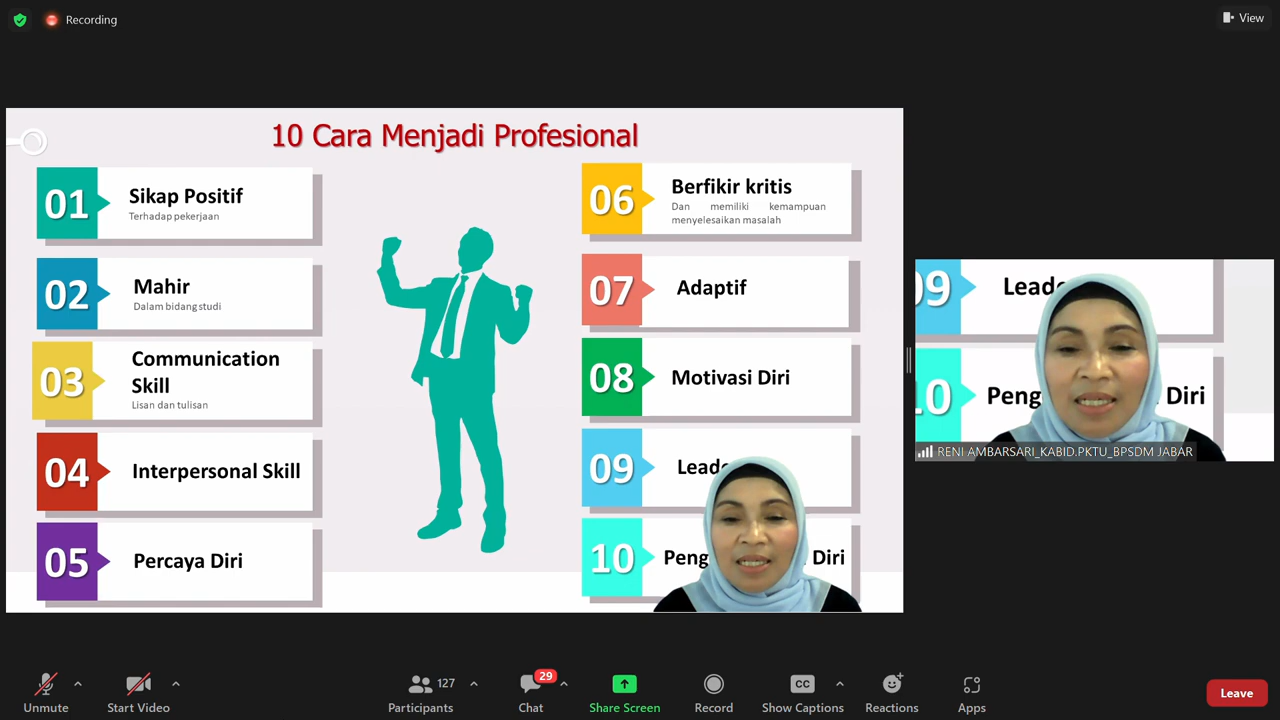 Recording
View
10 Cara Menjadi Profesional
01
Sikap Positif
Terhadap pekerjaan
02
Mahir
Dalam bidang studi
03
Communication
Skill
Lisan dan tulisan
04
Interpersonal Skill
05
Percaya Diri
06
Berfikir kritis
Dan memiliki kemampuan
menyelesaikan masalah
07
Adaptif
08
Motivasi Diri
09
10
Diri
Diri
RENI AMBARSARI_KABID.PKTU_BPSDM JABAR
Unmute
Start Video
127
Participants
29
Chat
Share Screen
Record
CC
Show Captions
Reactions
Apps
Leave